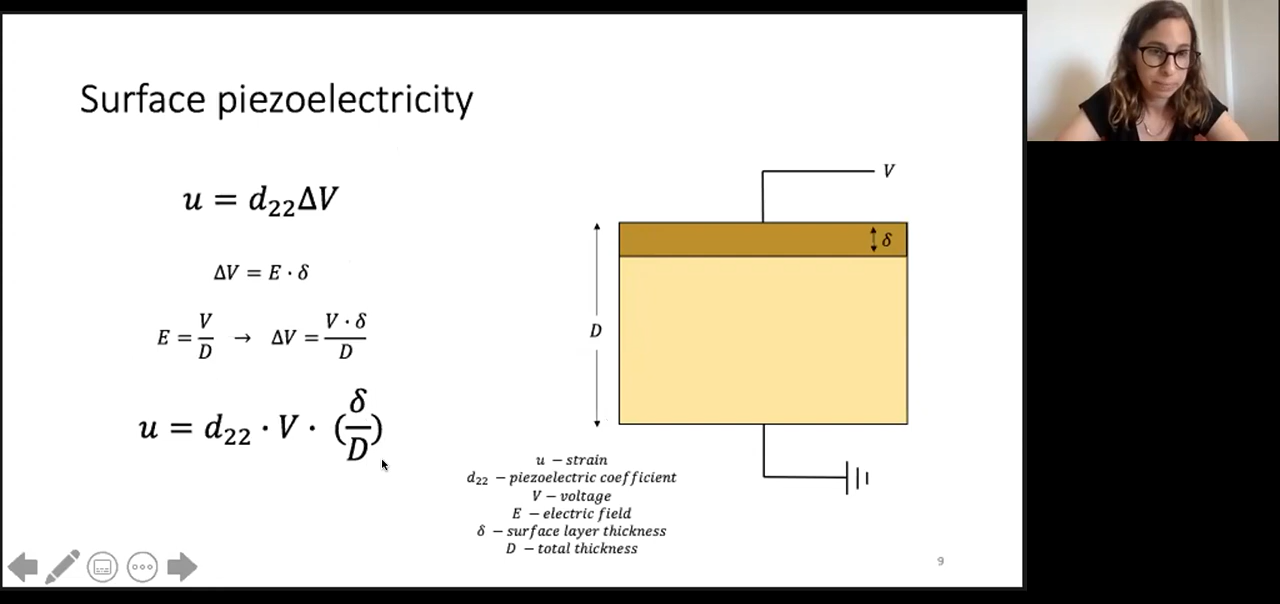 Surface piezoelectricity
u = d₂₂ΔV
ΔV = E · δ
E = V/D → ΔV = V · δ/D
u = d₂₂ · V · (δ/D)
V
δ
D
u – strain
d₂₂ – piezoelectric coefficient
V – voltage
E – electric field
δ – surface layer thickness
D – total thickness
9